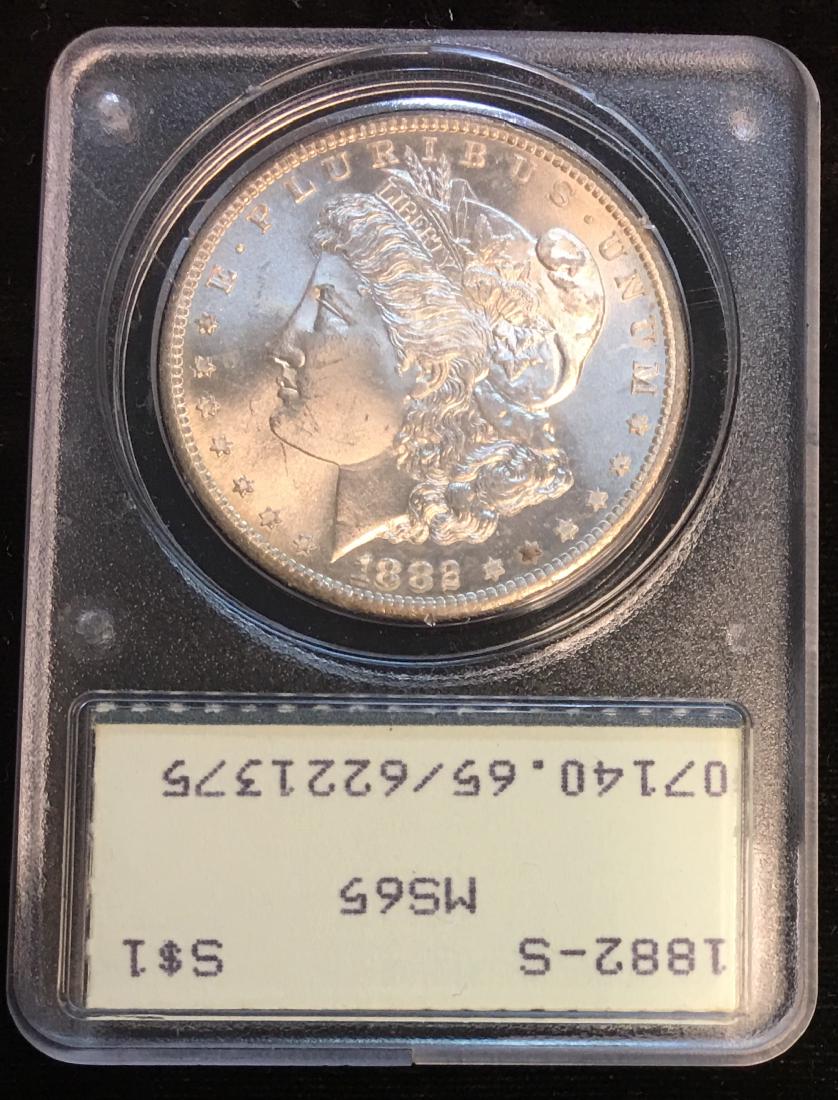 E · PLURIBUS · UNUM
LIBERTY
1882
1882-S S$1
MS65
07140.65/6221375